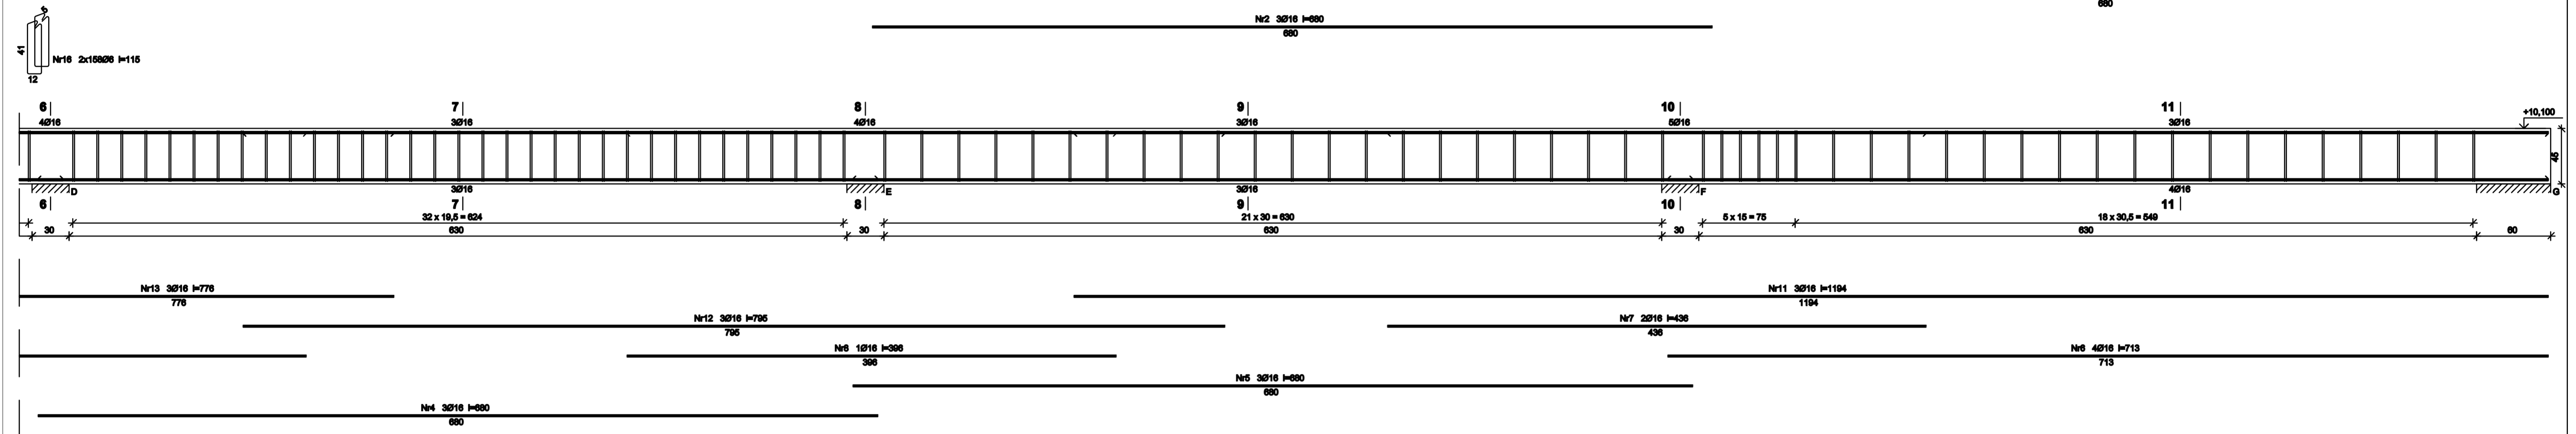 680
Nr2 3Ø16 l=680
680
5
41
Nr16 2x158Ø6 l=115
12
6 7 8 9 10 11
4Ø16 3Ø16 4Ø16 3Ø16 5Ø16 3Ø16
+10,100
45
D E F G
3Ø16 3Ø16 4Ø16
6 7 8 9 10 11
32 x 19,5 = 624 21 x 30 = 630 5 x 15 = 75 18 x 30,5 = 549
30 630 30 630 30 630 60
Nr13 3Ø16 l=776
776
Nr11 3Ø16 l=1194
1194
Nr12 3Ø16 l=795
795
Nr7 2Ø16 l=436
436
Nr8 1Ø16 l=396
396
Nr6 4Ø16 l=713
713
Nr5 3Ø16 l=680
680
Nr4 3Ø16 l=680
680